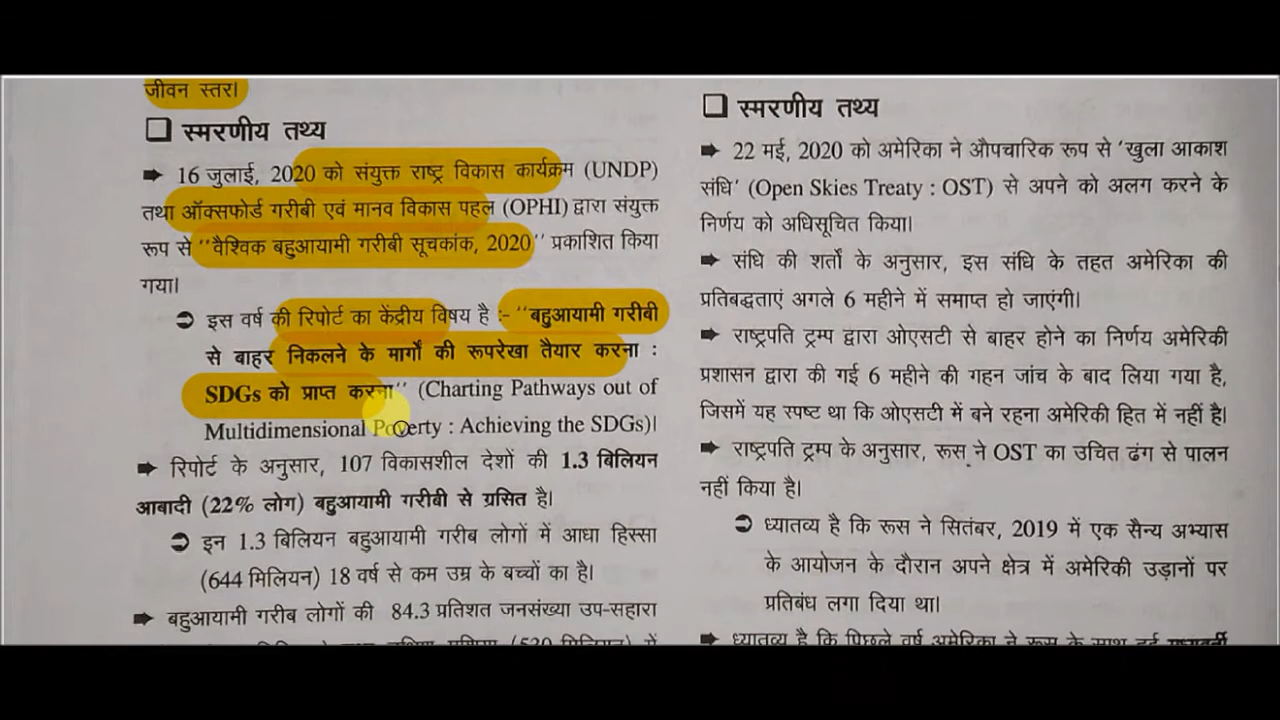 जीवन स्तर।
❑ स्मरणीय तथ्य
➨ 16 जुलाई, 2020 को संयुक्त राष्ट्र विकास कार्यक्रम (UNDP)
तथा ऑक्सफोर्ड गरीबी एवं मानव विकास पहल (OPHI) द्वारा संयुक्त
रूप से ''वैश्विक बहुआयामी गरीबी सूचकांक, 2020'' प्रकाशित किया
गया।
➲ इस वर्ष की रिपोर्ट का केंद्रीय विषय है :- ''बहुआयामी गरीबी
से बाहर निकलने के मार्गों की रूपरेखा तैयार करना :
SDGs को प्राप्त करना'' (Charting Pathways out of
Multidimensional Poverty : Achieving the SDGs)।
➨ रिपोर्ट के अनुसार, 107 विकासशील देशों की 1.3 बिलियन
आबादी (22% लोग) बहुआयामी गरीबी से ग्रसित है।
➲ इन 1.3 बिलियन बहुआयामी गरीब लोगों में आधा हिस्सा
(644 मिलियन) 18 वर्ष से कम उम्र के बच्चों का है।
➨ बहुआयामी गरीब लोगों की 84.3 प्रतिशत जनसंख्या उप-सहारा
(530 मिलियन) में
❑ स्मरणीय तथ्य
➨ 22 मई, 2020 को अमेरिका ने औपचारिक रूप से 'खुला आकाश
संधि' (Open Skies Treaty : OST) से अपने को अलग करने के
निर्णय को अधिसूचित किया।
➨ संधि की शर्तों के अनुसार, इस संधि के तहत अमेरिका की
प्रतिबद्धताएं अगले 6 महीने में समाप्त हो जाएंगी।
➨ राष्ट्रपति ट्रम्प द्वारा ओएसटी से बाहर होने का निर्णय अमेरिकी
प्रशासन द्वारा की गई 6 महीने की गहन जांच के बाद लिया गया है,
जिसमें यह स्पष्ट था कि ओएसटी में बने रहना अमेरिकी हित में नहीं है।
➨ राष्ट्रपति ट्रम्प के अनुसार, रूस ने OST का उचित ढंग से पालन
नहीं किया है।
➲ ध्यातव्य है कि रूस ने सितंबर, 2019 में एक सैन्य अभ्यास
के आयोजन के दौरान अपने क्षेत्र में अमेरिकी उड़ानों पर
प्रतिबंध लगा दिया था।
➨ ध्यातव्य है कि पिछले वर्ष अमेरिका ने रूस के साथ हुई